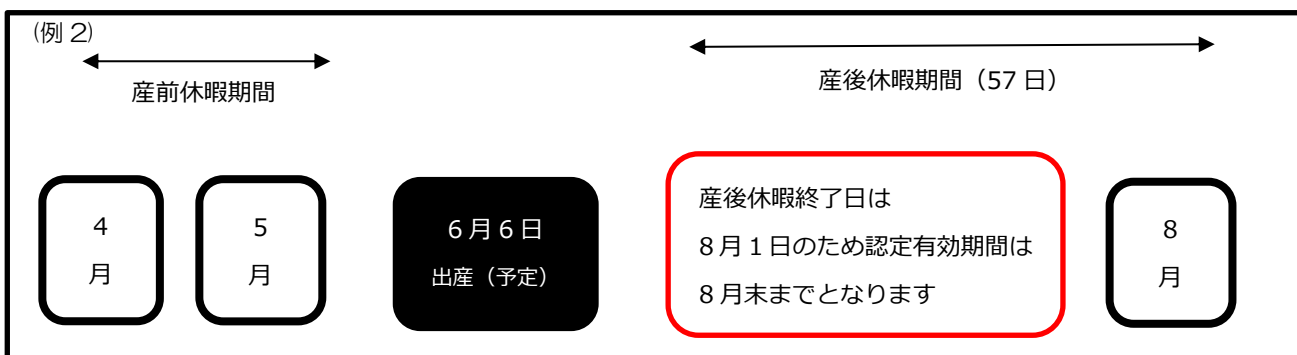 (例 2)
産前休暇期間
産後休暇期間（57 日）
4
月
5
月
6 月 6 日
出産（予定）
産後休暇終了日は
8 月 1 日のため認定有効期間は
8 月末までとなります
8
月